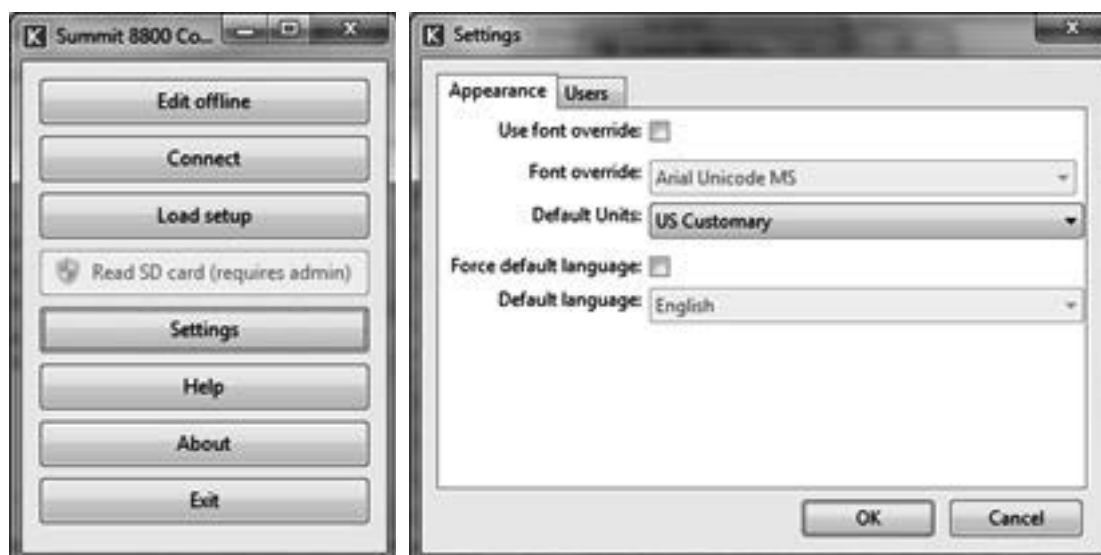 K Summit 8800 Co...
Edit offline
Connect
Load setup
Read SD card (requires admin)
Settings
Help
About
Exit
K Settings
Appearance Users
Use font override:
Font override: Arial Unicode MS
Default Units: US Customary
Force default language:
Default language: English
OK Cancel